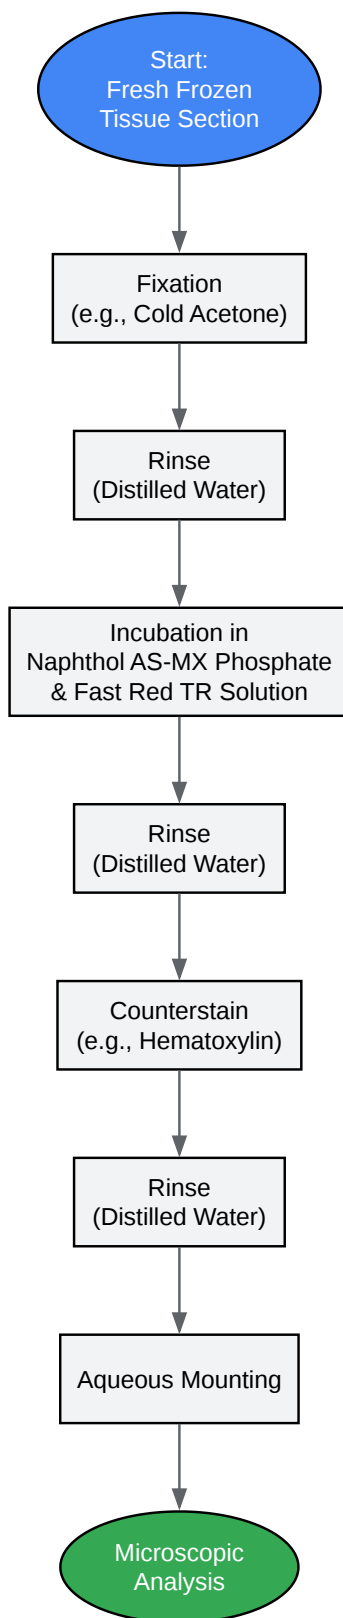 Start:
Fresh Frozen
Tissue Section
Fixation
(e.g., Cold Acetone)
Rinse
(Distilled Water)
Incubation in
Naphthol AS-MX Phosphate
& Fast Red TR Solution
Rinse
(Distilled Water)
Counterstain
(e.g., Hematoxylin)
Rinse
(Distilled Water)
Aqueous Mounting
Microscopic
Analysis